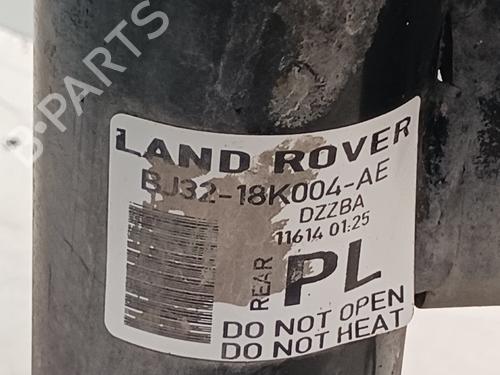 B-PARTS
LAND ROVER
BJ32-18K004-AE
DZZBA
11614 01:25
REAR
PL
DO NOT OPEN
DO NOT HEAT